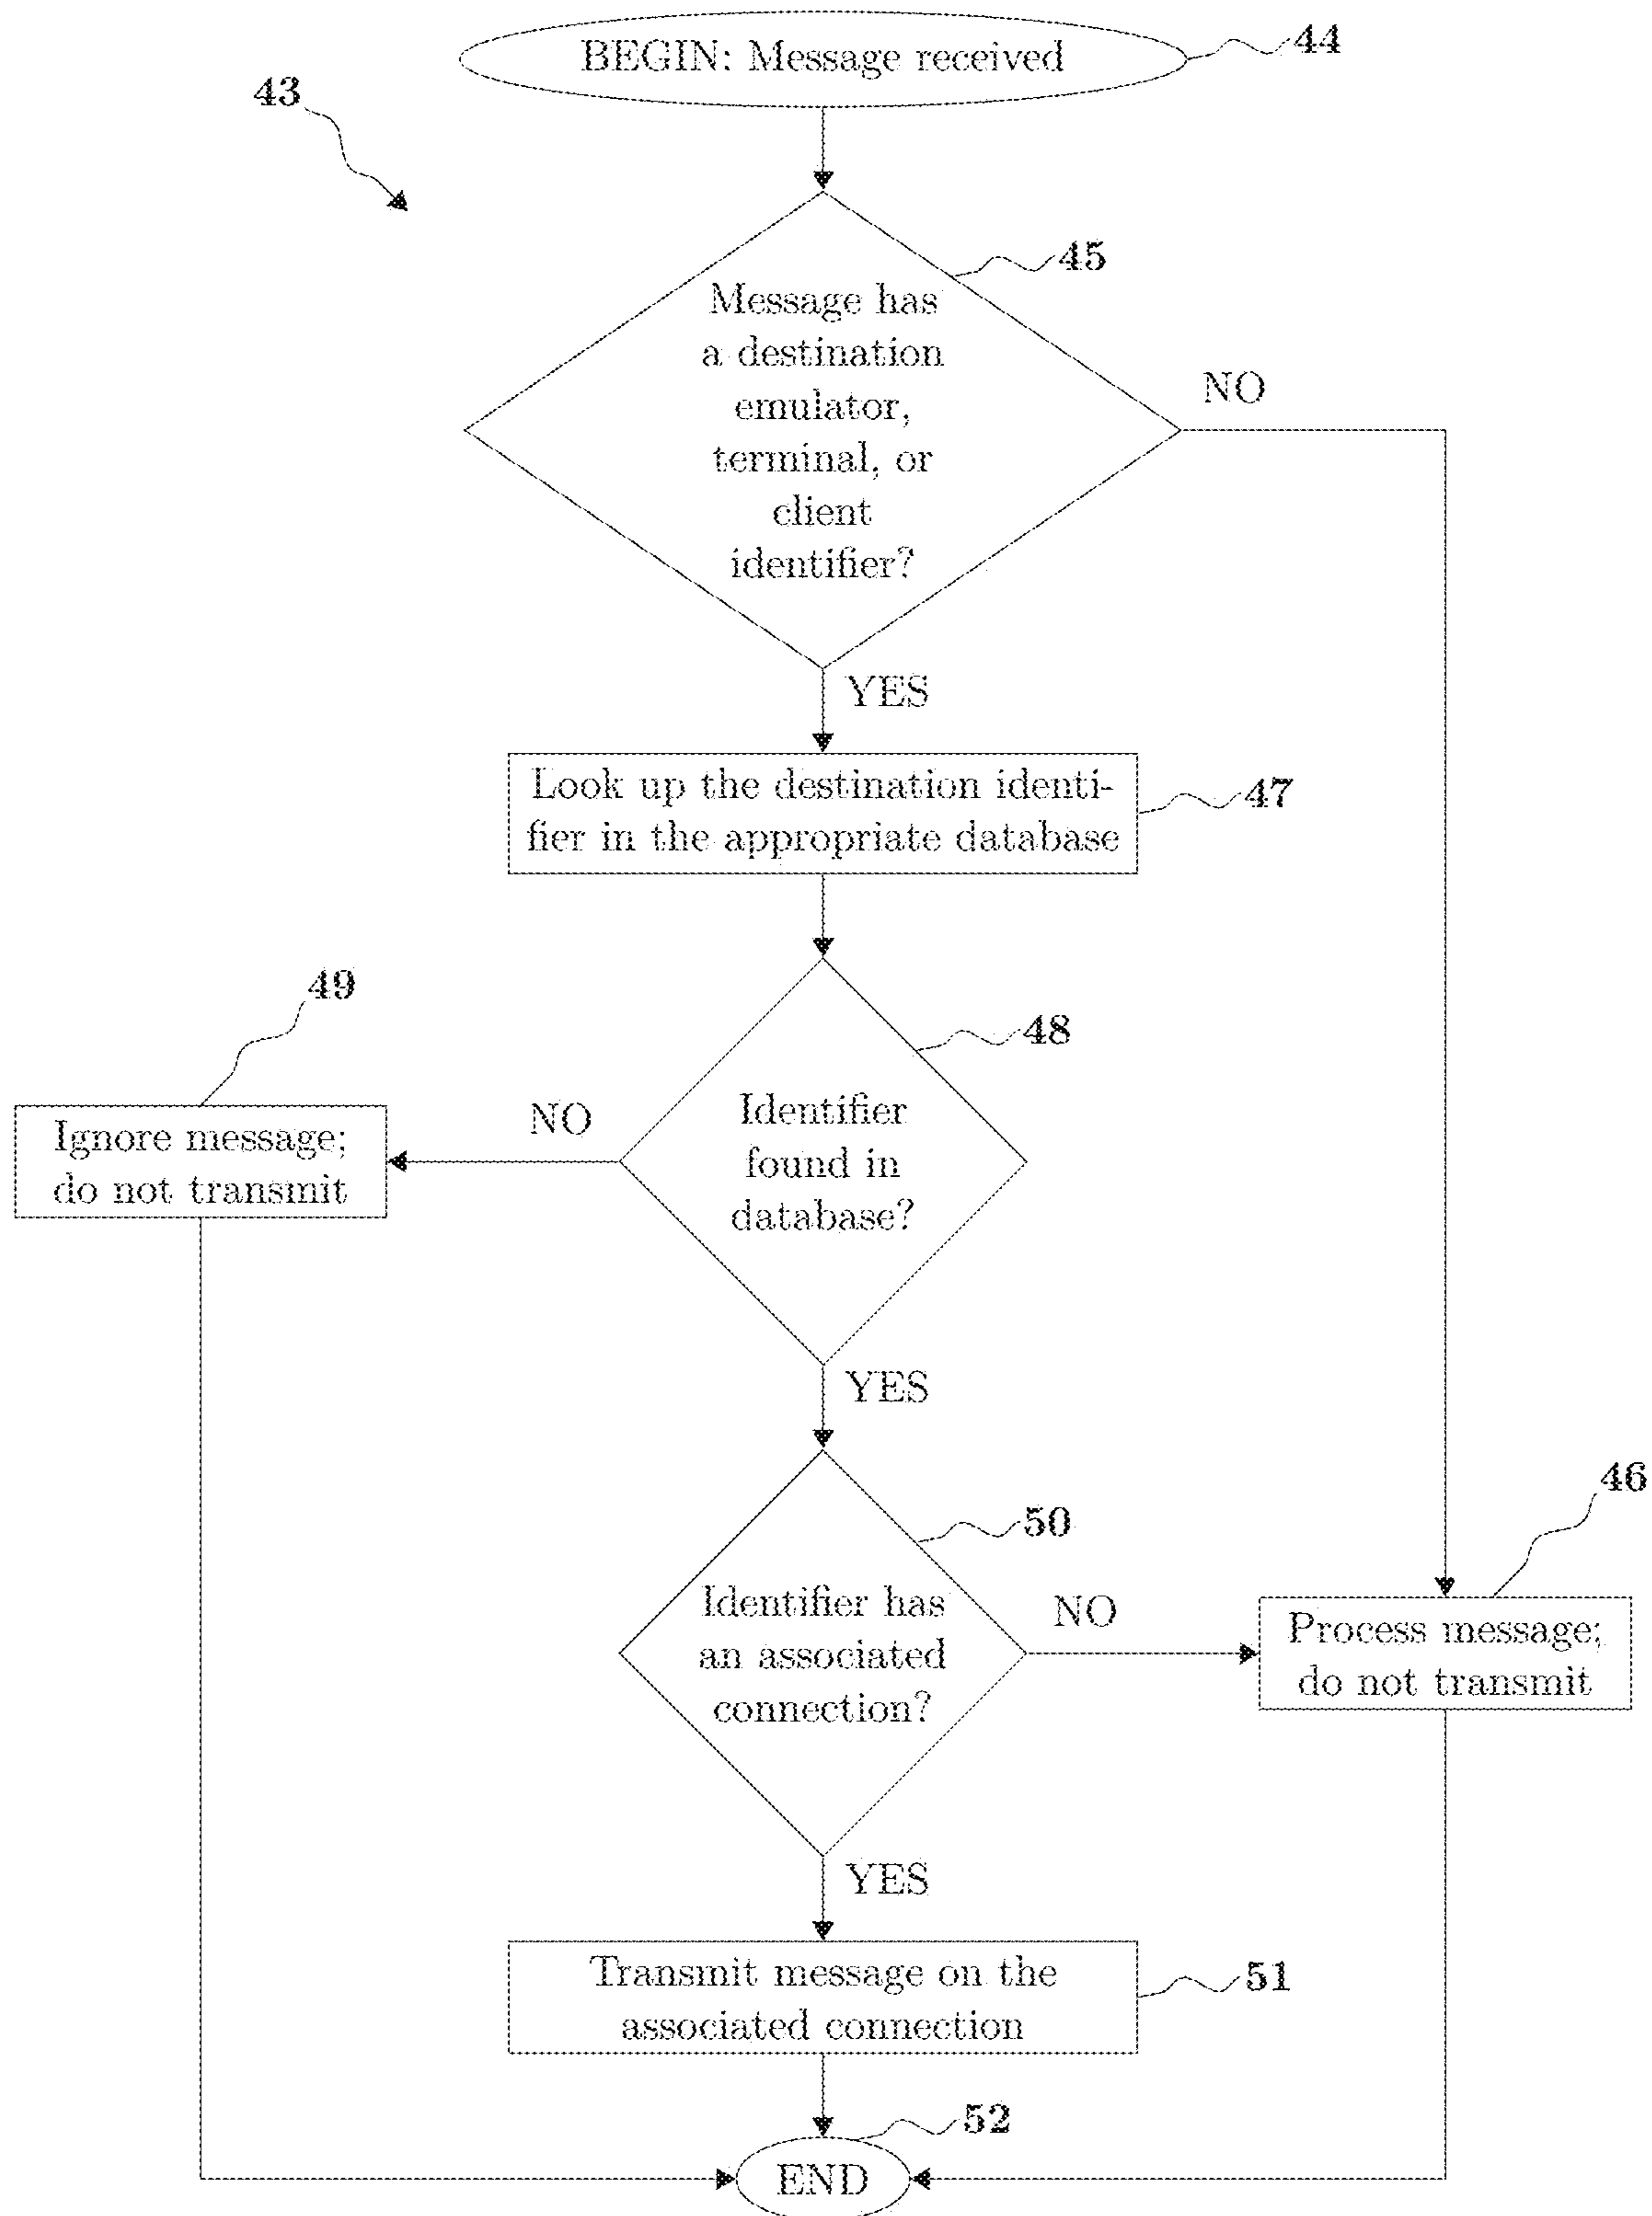 BEGIN: Message received
44
43
45
Message has
a destination
emulator,
terminal, or
client
identifier?
NO
YES
Look up the destination identi-
fier in the appropriate database
47
49
48
Ignore message;
do not transmit
NO
Identifier
found in
database?
YES
46
50
Identifier has
an associated
connection?
NO
Process message;
do not transmit
YES
Transmit message on the
associated connection
51
52
END